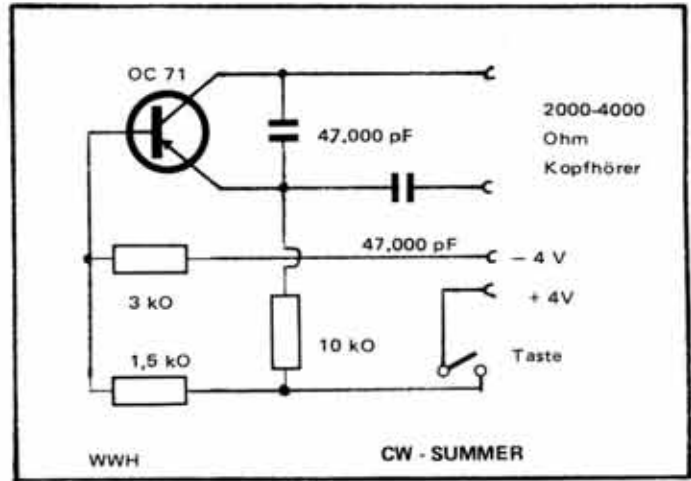 OC 71
47,000 pF
2000-4000
Ohm
Kopfhörer
47,000 pF
– 4 V
+ 4V
3 kO
10 kO
1,5 kO
Taste
WWH
CW - SUMMER